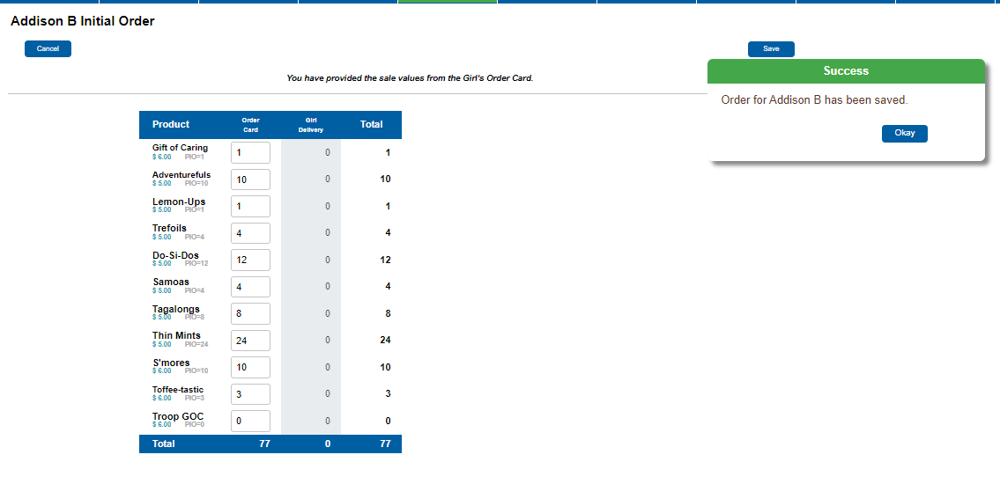 Addison B Initial Order
Cancel
Save
Success
Order for Addison B has been saved.
Okay
You have provided the sale values from the Girl's Order Card.
Product Order Card Girl Delivery Total
Gift of Caring
$ 6.00 PIO=1 1 0 1
Adventurefuls
$ 5.00 PIO=10 10 0 10
Lemon-Ups
$ 5.00 PIO=1 1 0 1
Trefoils
$ 5.00 PIO=4 4 0 4
Do-Si-Dos
$ 5.00 PIO=12 12 0 12
Samoas
$ 5.00 PIO=4 4 0 4
Tagalongs
$ 5.00 PIO=8 8 0 8
Thin Mints
$ 5.00 PIO=24 24 0 24
S'mores
$ 6.00 PIO=10 10 0 10
Toffee-tastic
$ 6.00 PIO=3 3 0 3
Troop GOC
$ 6.00 PIO=0 0 0 0
Total 77 0 77